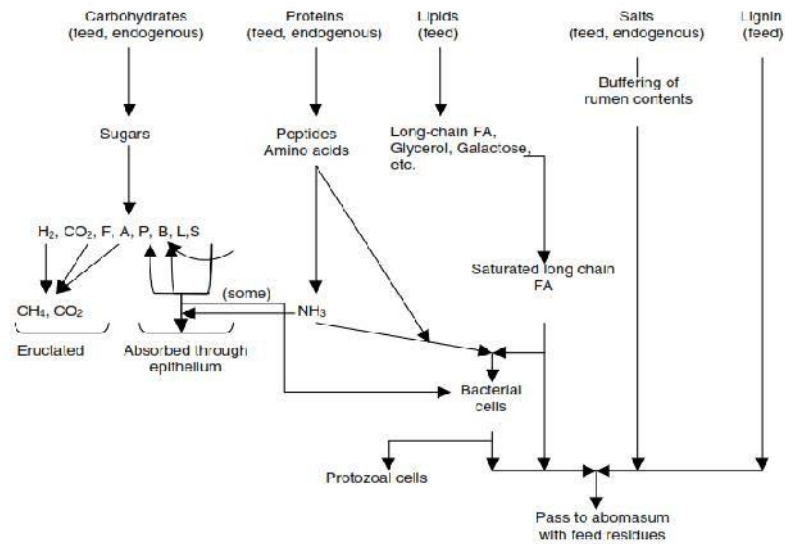 Carbohydrates
(feed, endogenous)
Proteins
(feed, endogenous)
Lipids
(feed)
Salts
(feed, endogenous)
Lignin
(feed)
Buffering of
rumen contents
Sugars
Peptides
Amino acids
Long-chain FA,
Glycerol, Galactose,
etc.
H₂, CO₂, F, A, P, B, L,S
Saturated long chain
FA
(some)
CH₄, CO₂
NH₃
Eructated
Absorbed through
epithelium
Bacterial
cells
Protozoal cells
Pass to abomasum
with feed residues